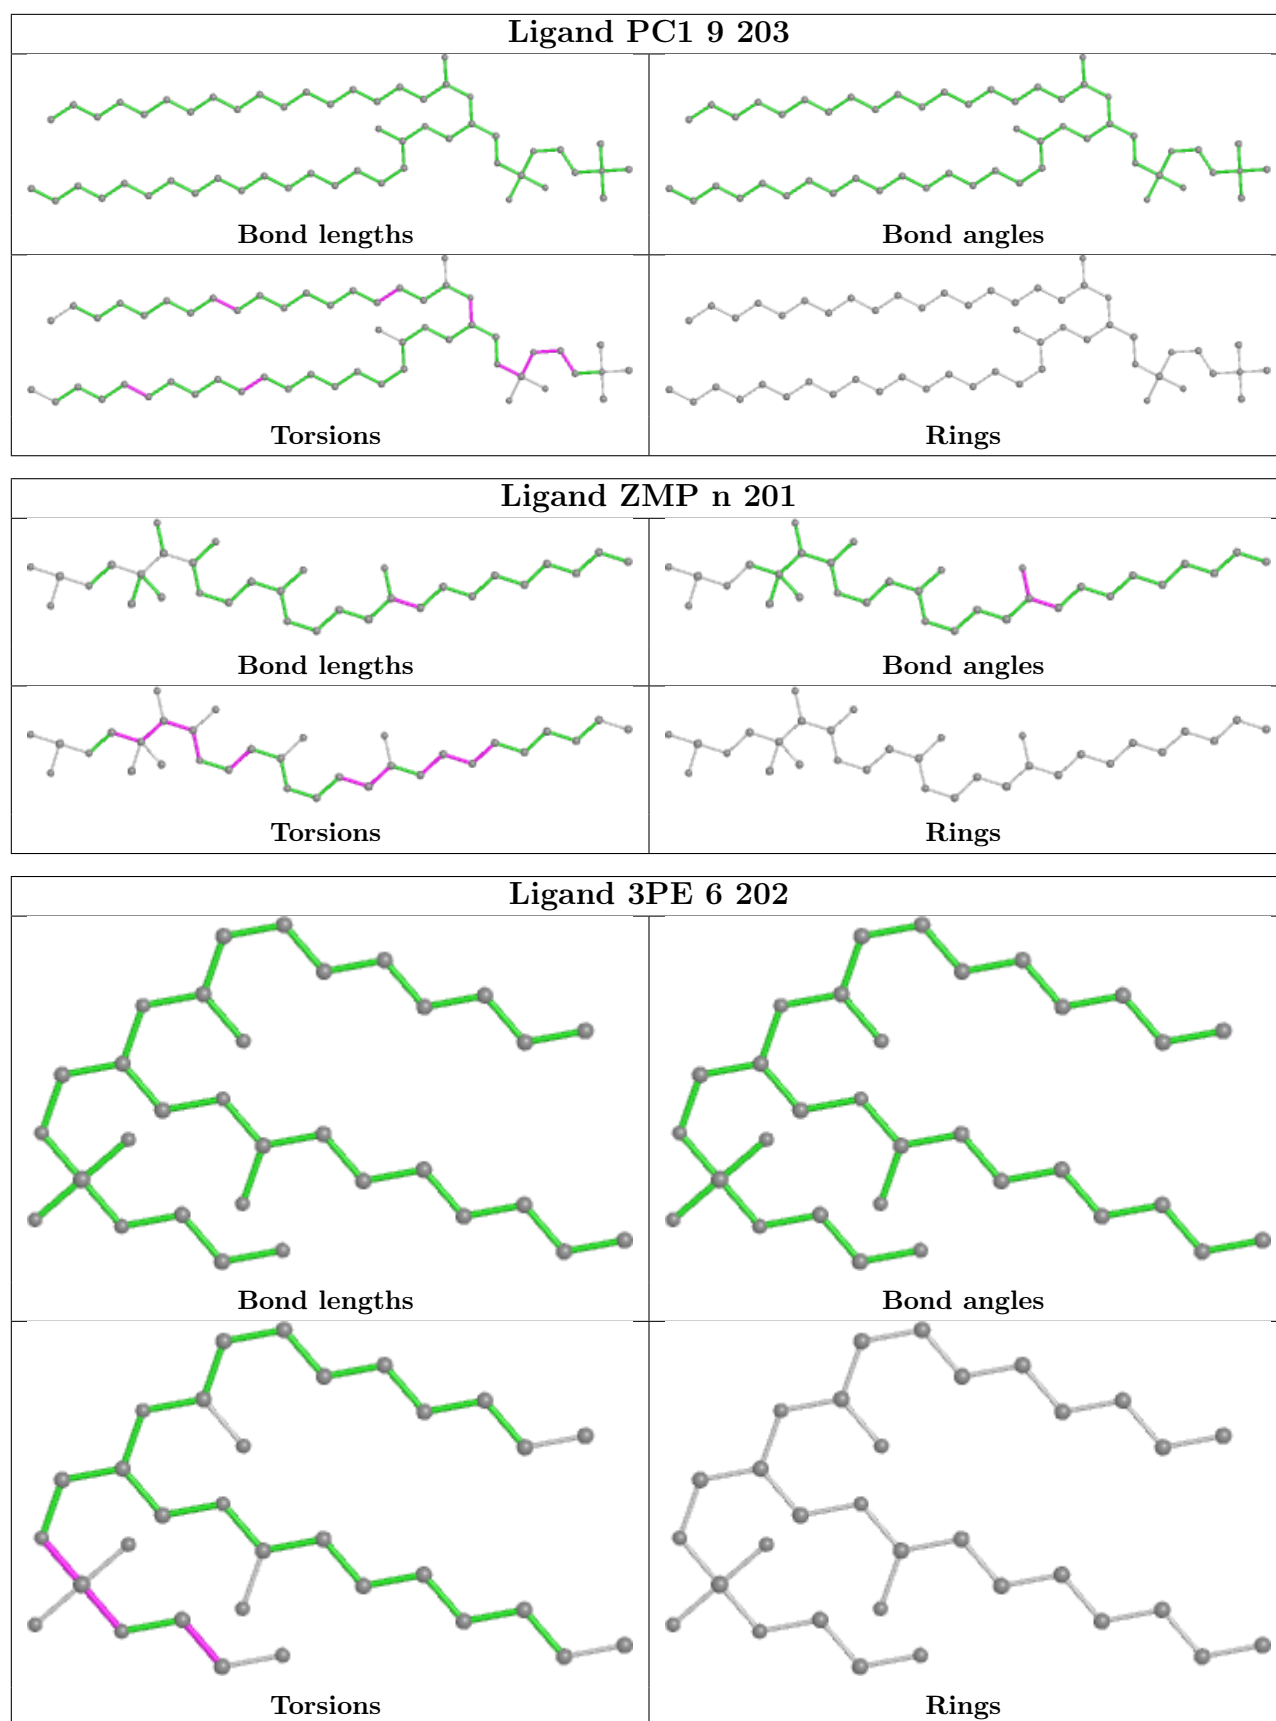 Ligand PC1 9 203
Bond lengths
Bond angles
Torsions
Rings
Ligand ZMP n 201
Bond lengths
Bond angles
Torsions
Rings
Ligand 3PE 6 202
Bond lengths
Bond angles
Torsions
Rings